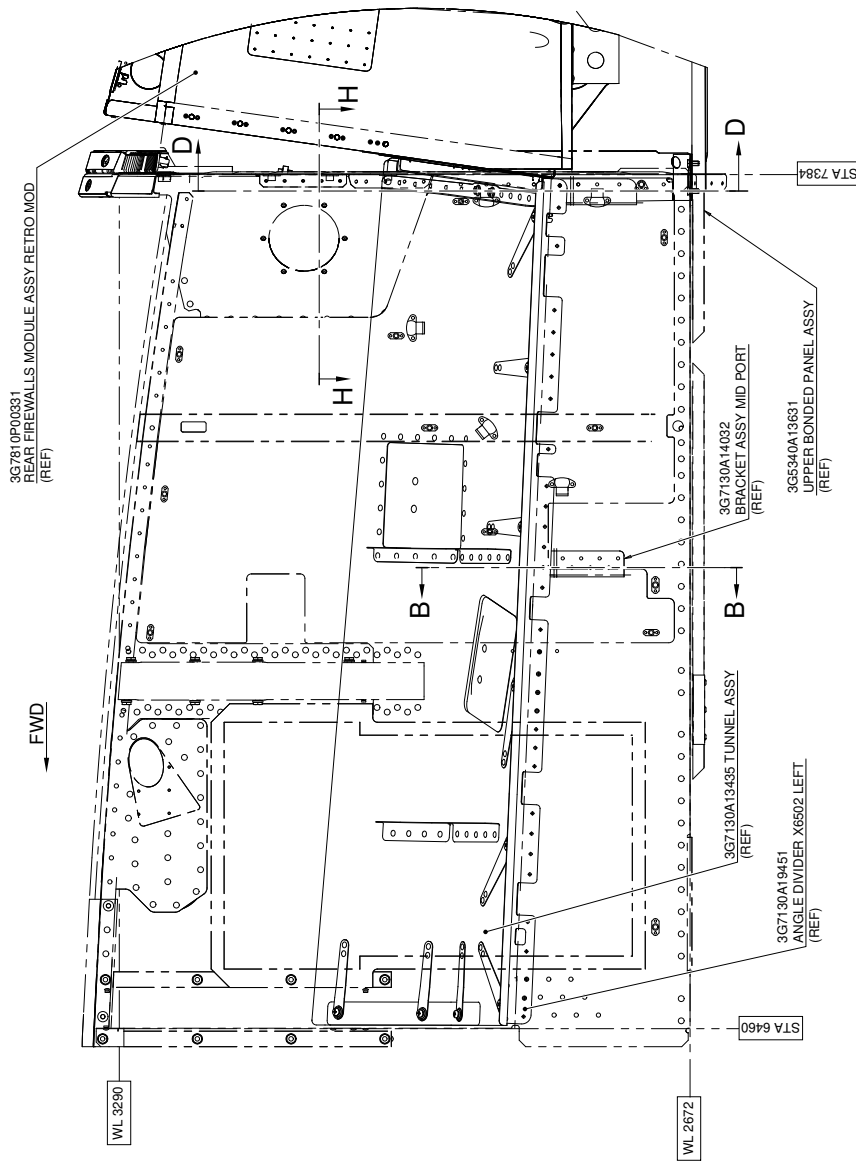 3G7810P00331
REAR FIREWALLS MODULE ASSY RETRO MOD
(REF)
FWD
H
H
D
D
B
B
3G7130A14032
BRACKET ASSY MID PORT
(REF)
3G5340A13631
UPPER BONDED PANEL ASSY
(REF)
3G7130A13435 TUNNEL ASSY
(REF)
3G7130A19451
ANGLE DIVIDER X6502 LEFT
(REF)
WL 3290
WL 2672
STA 6460
STA 7384